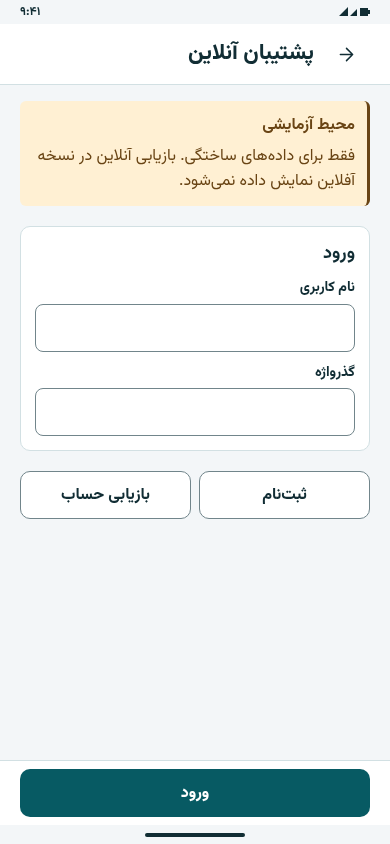 ۹:۴۱
پشتیبان آنلاین
محیط آزمایشی
فقط برای داده‌های ساختگی. بازیابی آنلاین در نسخه
آفلاین نمایش داده نمی‌شود.
ورود
نام کاربری
گذرواژه
ثبت‌نام
بازیابی حساب
ورود